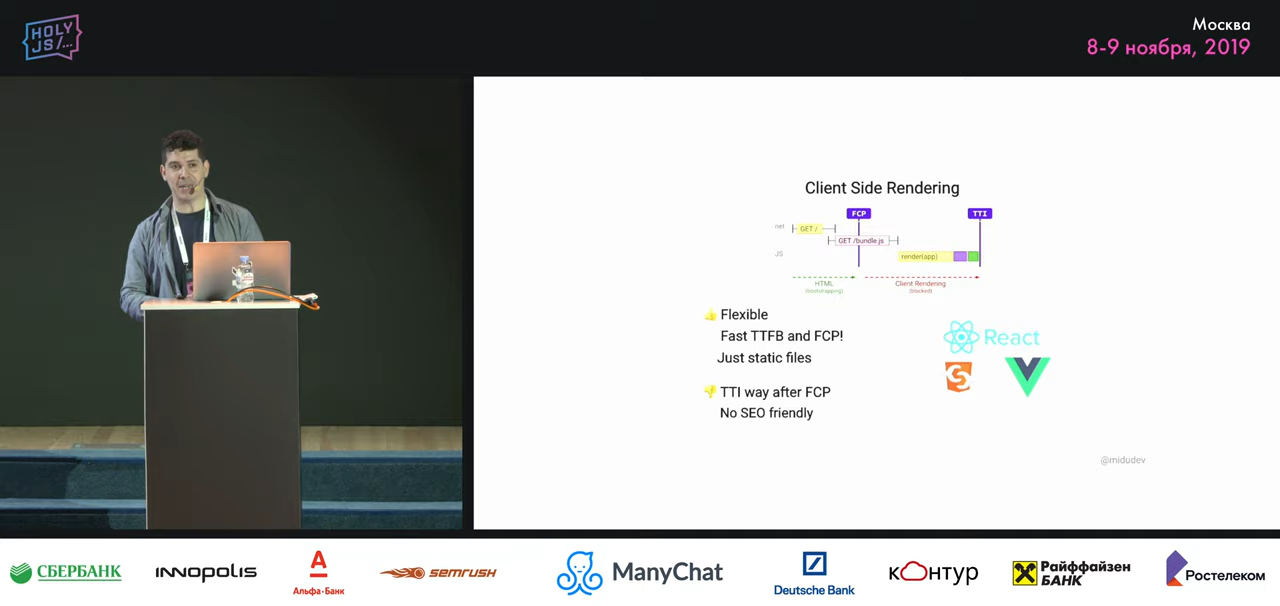 HOLY
JS/...
Москва
8-9 ноября, 2019
Client Side Rendering
FCP
TTI
net
GET /
GET /bundle.js
JS
render(app)
HTML
(bootstrapping)
Client Rendering
(blocked)
👍 Flexible
Fast TTFB and FCP!
Just static files
👎 TTI way after FCP
No SEO friendly
React
@midudev
СБЕРБАНК
INNOPOLIS
А
Альфа·Банк
semrush
ManyChat
Deutsche Bank
контур
Райффайзен
БАНК
Ростелеком